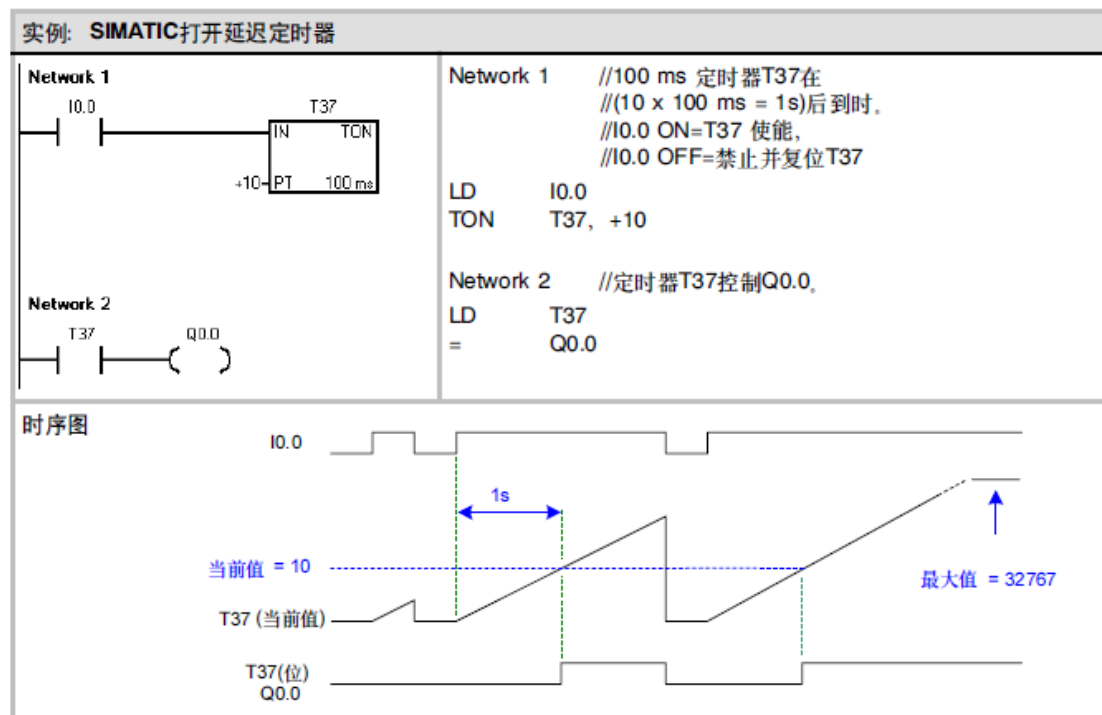 实例: SIMATIC打开延迟定时器
Network 1
I0.0
T37
IN TON
+10 PT 100 ms
Network 2
T37 Q0.0
Network 1 //100 ms 定时器T37在
//(10 x 100 ms = 1s)后到时。
//I0.0 ON=T37 使能,
//I0.0 OFF=禁止并复位T37
LD I0.0
TON T37, +10
Network 2 //定时器T37控制Q0.0。
LD T37
= Q0.0
时序图
I0.0
1s
当前值 = 10
最大值 = 32767
T37 (当前值)
T37(位)
Q0.0